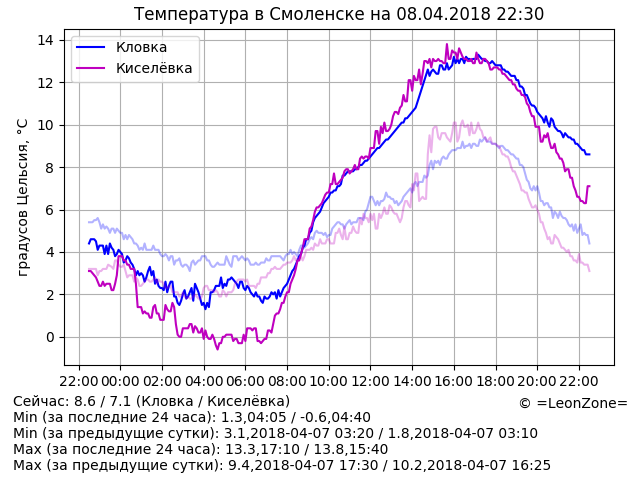 Температура в Смоленске на 08.04.2018 22:30
Кловка
Киселёвка
градусов Цельсия, °C
14
12
10
8
6
4
2
0
22:00 00:00 02:00 04:00 06:00 08:00 10:00 12:00 14:00 16:00 18:00 20:00 22:00
Сейчас: 8.6 / 7.1 (Кловка / Киселёвка)
© =LeonZone=
Min (за последние 24 часа): 1.3,04:05 / -0.6,04:40
Min (за предыдущие сутки): 3.1,2018-04-07 03:20 / 1.8,2018-04-07 03:10
Max (за последние 24 часа): 13.3,17:10 / 13.8,15:40
Max (за предыдущие сутки): 9.4,2018-04-07 17:30 / 10.2,2018-04-07 16:25